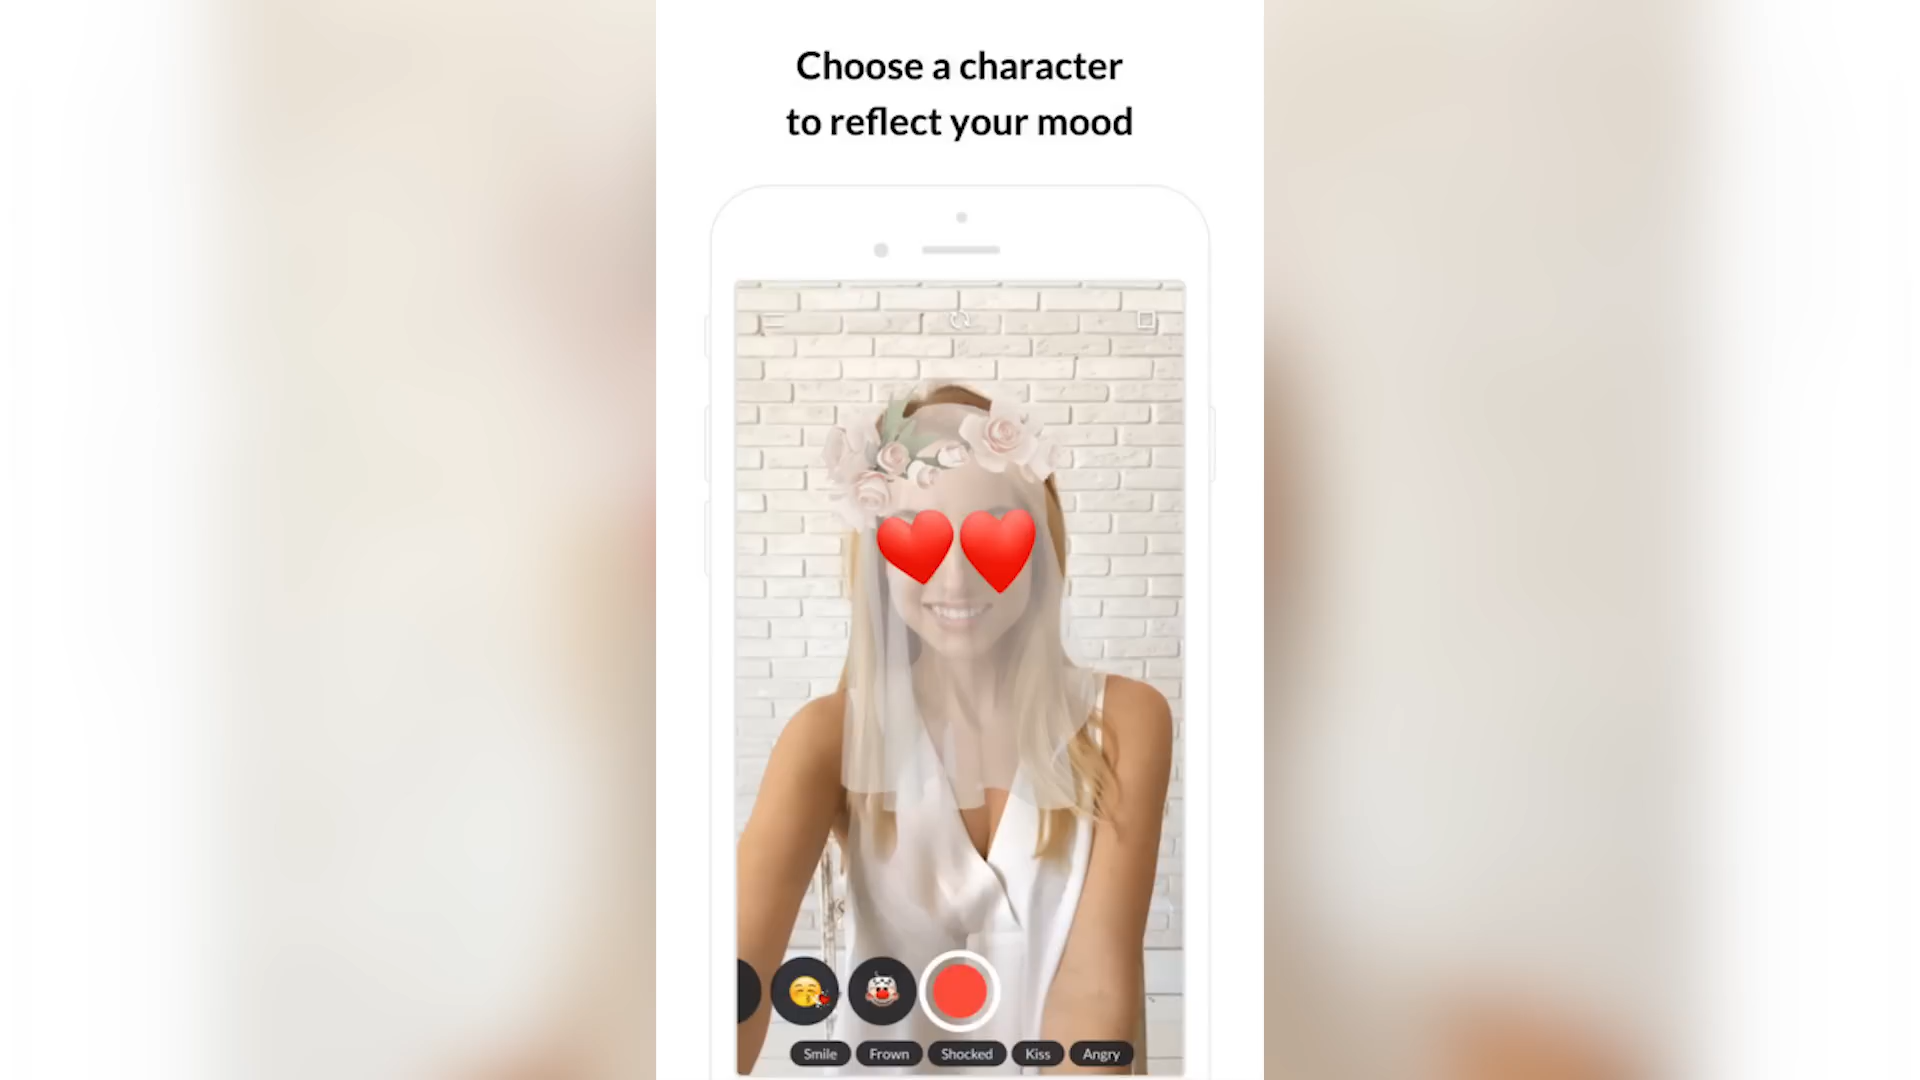 Choose a character
to reflect your mood
Smile Frown Shocked Kiss Angry